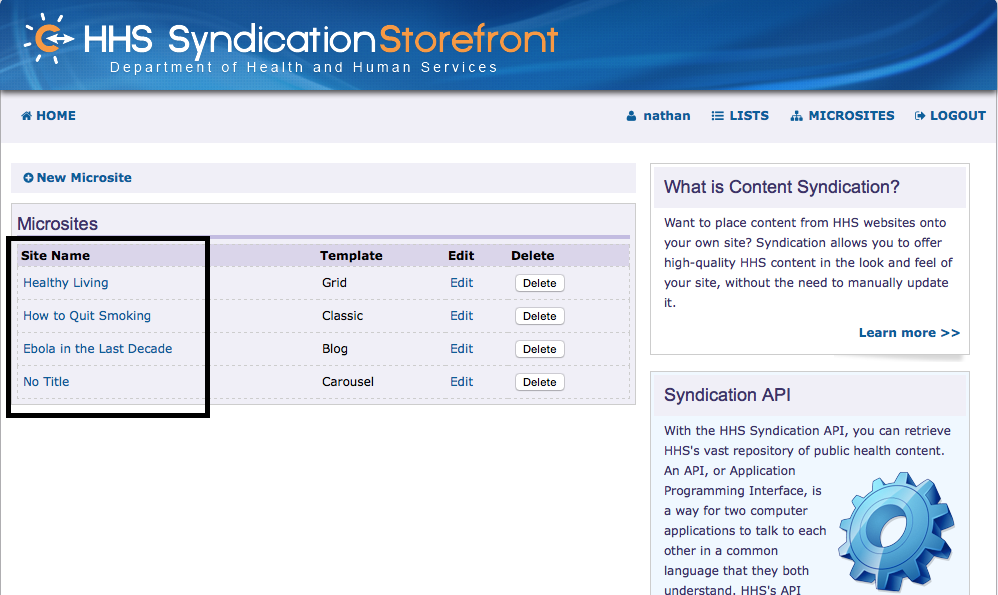 HHS SyndicationStorefront
Department of Health and Human Services
HOME
nathan LISTS MICROSITES LOGOUT
New Microsite
Microsites
Site Name Template Edit Delete
Healthy Living Grid Edit Delete
How to Quit Smoking Classic Edit Delete
Ebola in the Last Decade Blog Edit Delete
No Title Carousel Edit Delete
What is Content Syndication?
Want to place content from HHS websites onto
your own site? Syndication allows you to offer
high-quality HHS content in the look and feel of
your site, without the need to manually update
it.
Learn more >>
Syndication API
With the HHS Syndication API, you can retrieve
HHS's vast repository of public health content.
An API, or Application
Programming Interface, is
a way for two computer
applications to talk to each
other in a common
language that they both
understand. HHS's API